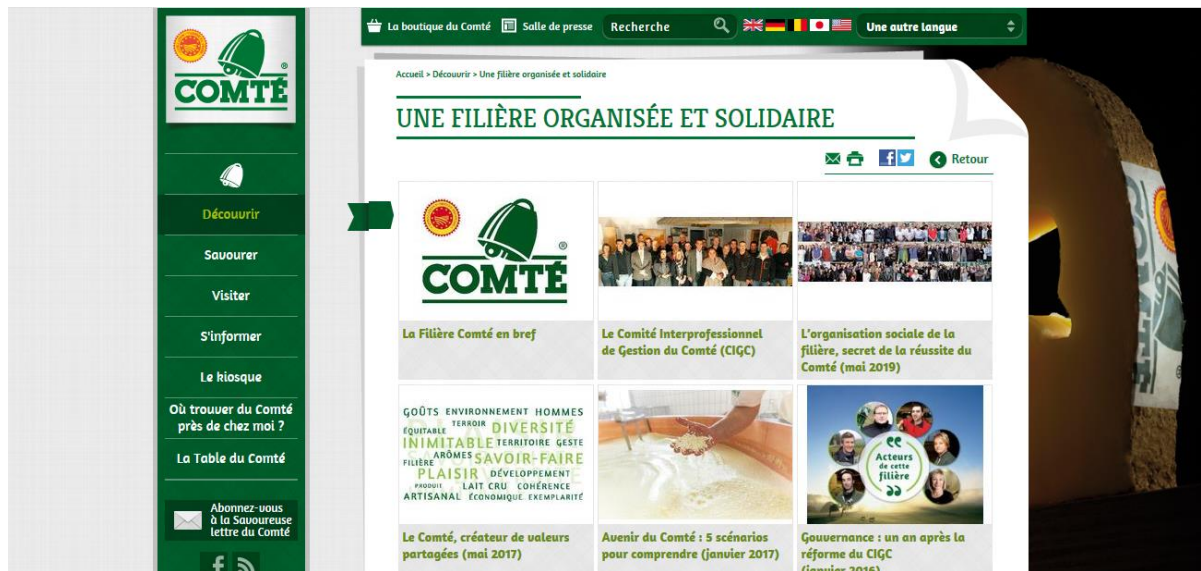 COMTÉ
®
Découvrir
Savourer
Visiter
S'informer
Le kiosque
Où trouver du Comté
près de chez moi ?
La Table du Comté
Abonnez-vous
à la Savoureuse
lettre du Comté
La boutique du Comté Salle de presse Recherche Une autre langue
Accueil > Découvrir > Une filière organisée et solidaire
UNE FILIÈRE ORGANISÉE ET SOLIDAIRE
Retour
COMTÉ
®
La Filière Comté en bref
Le Comité Interprofessionnel
de Gestion du Comté (CIGC)
L'organisation sociale de la
filière, secret de la réussite du
Comté (mai 2019)
GOÛTS ENVIRONNEMENT HOMMES
ÉQUITABLE TERROIR DIVERSITÉ
INIMITABLE TERRITOIRE GESTE
FILIÈRE ARÔMES SAVOIR-FAIRE
PLAISIR DÉVELOPPEMENT
PRODUIT LAIT CRU COHÉRENCE
ARTISANAL ÉCONOMIQUE EXEMPLARITÉ
Le Comté, créateur de valeurs
partagées (mai 2017)
Avenir du Comté : 5 scénarios
pour comprendre (janvier 2017)
Acteurs
de cette
filière
Gouvernance : un an après la
réforme du CIGC
(janvier 2016)